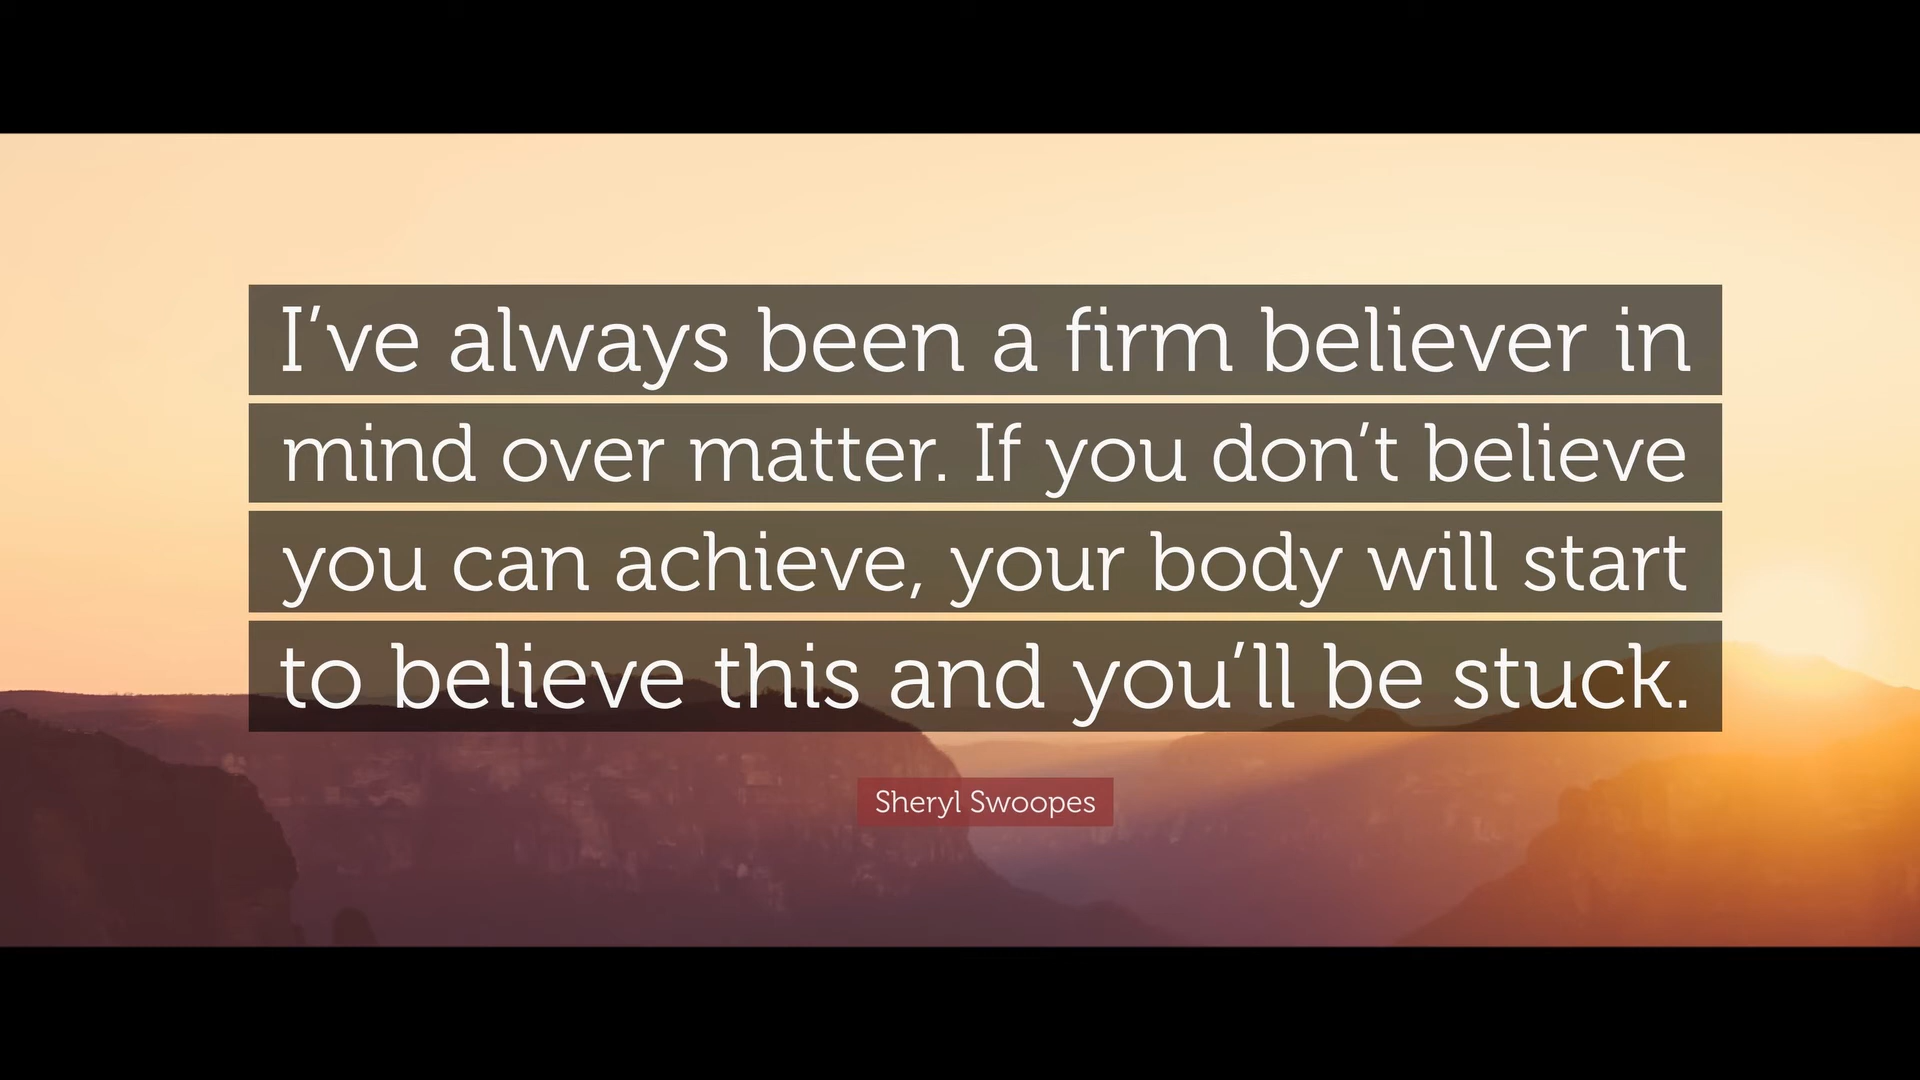 I’ve always been a firm believer in
mind over matter. If you don’t believe
you can achieve, your body will start
to believe this and you’ll be stuck.
Sheryl Swoopes